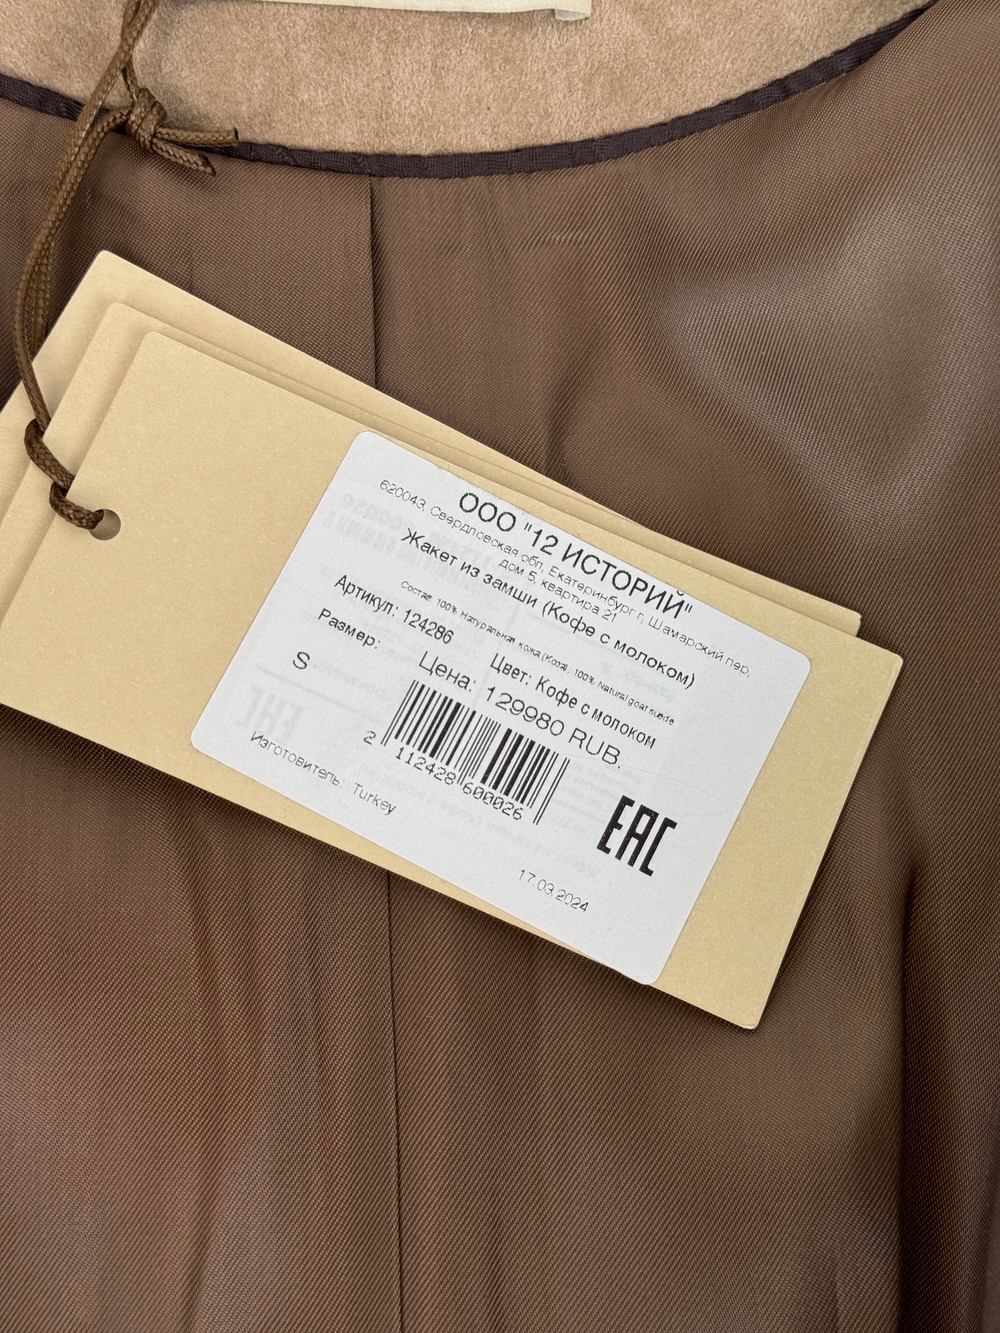 ООО "12 ИСТОРИЙ"
620043, Свердловская обл, Екатеринбург г, Шамарский пер,
дом 5, квартира 21
Жакет из замши (Кофе с молоком)
Состав: 100% Натуральная кожа (Коза), 100% Natural goat suede
Артикул: 124286
Цвет: Кофе с молоком
Размер:
S
Цена: 129980 RUB.
2 112428 600026
Изготовитель: Turkey
EAC
17.03.2024